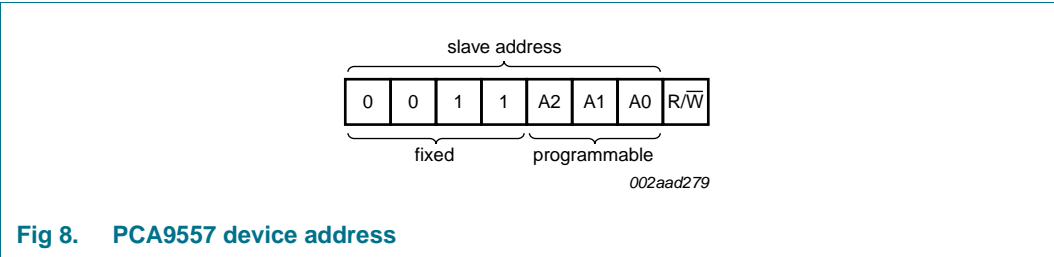 slave address
0 0 1 1 A2 A1 A0 R/W̅
fixed programmable
002aad279
Fig 8. PCA9557 device address